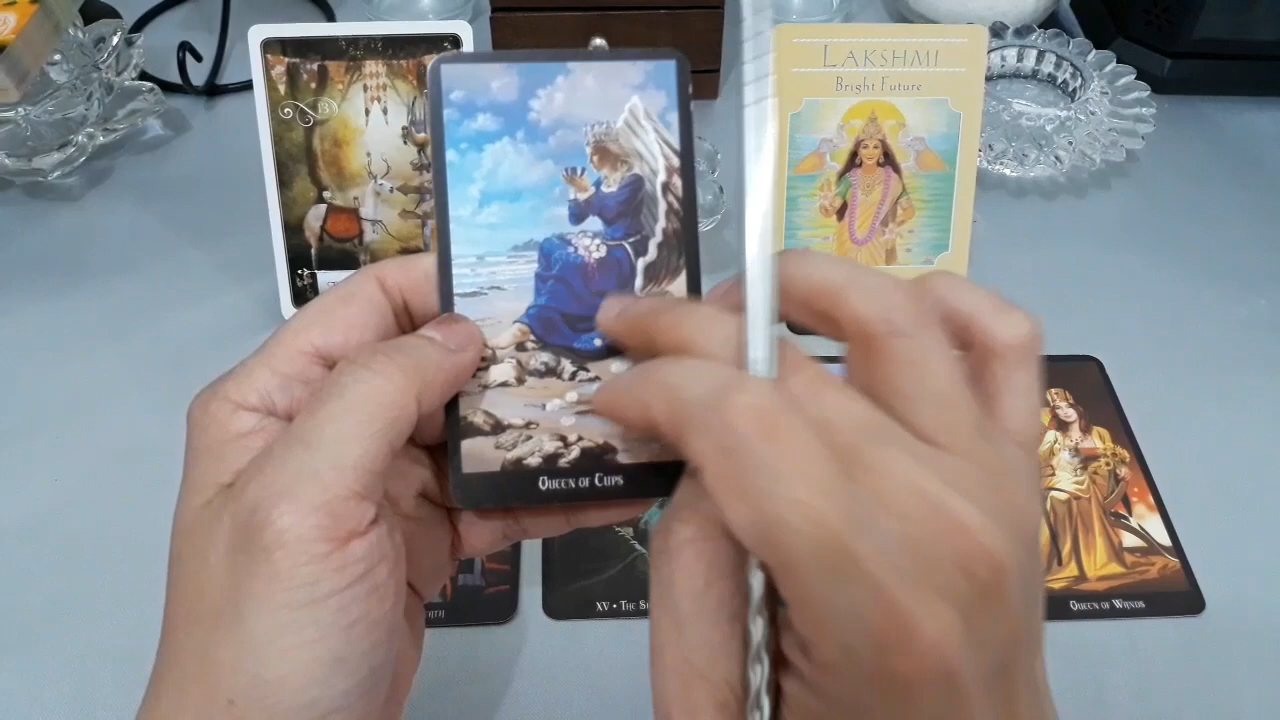 13
LAKSHMI
Bright Future
Queen of Cups
XV • The
Queen of Wands